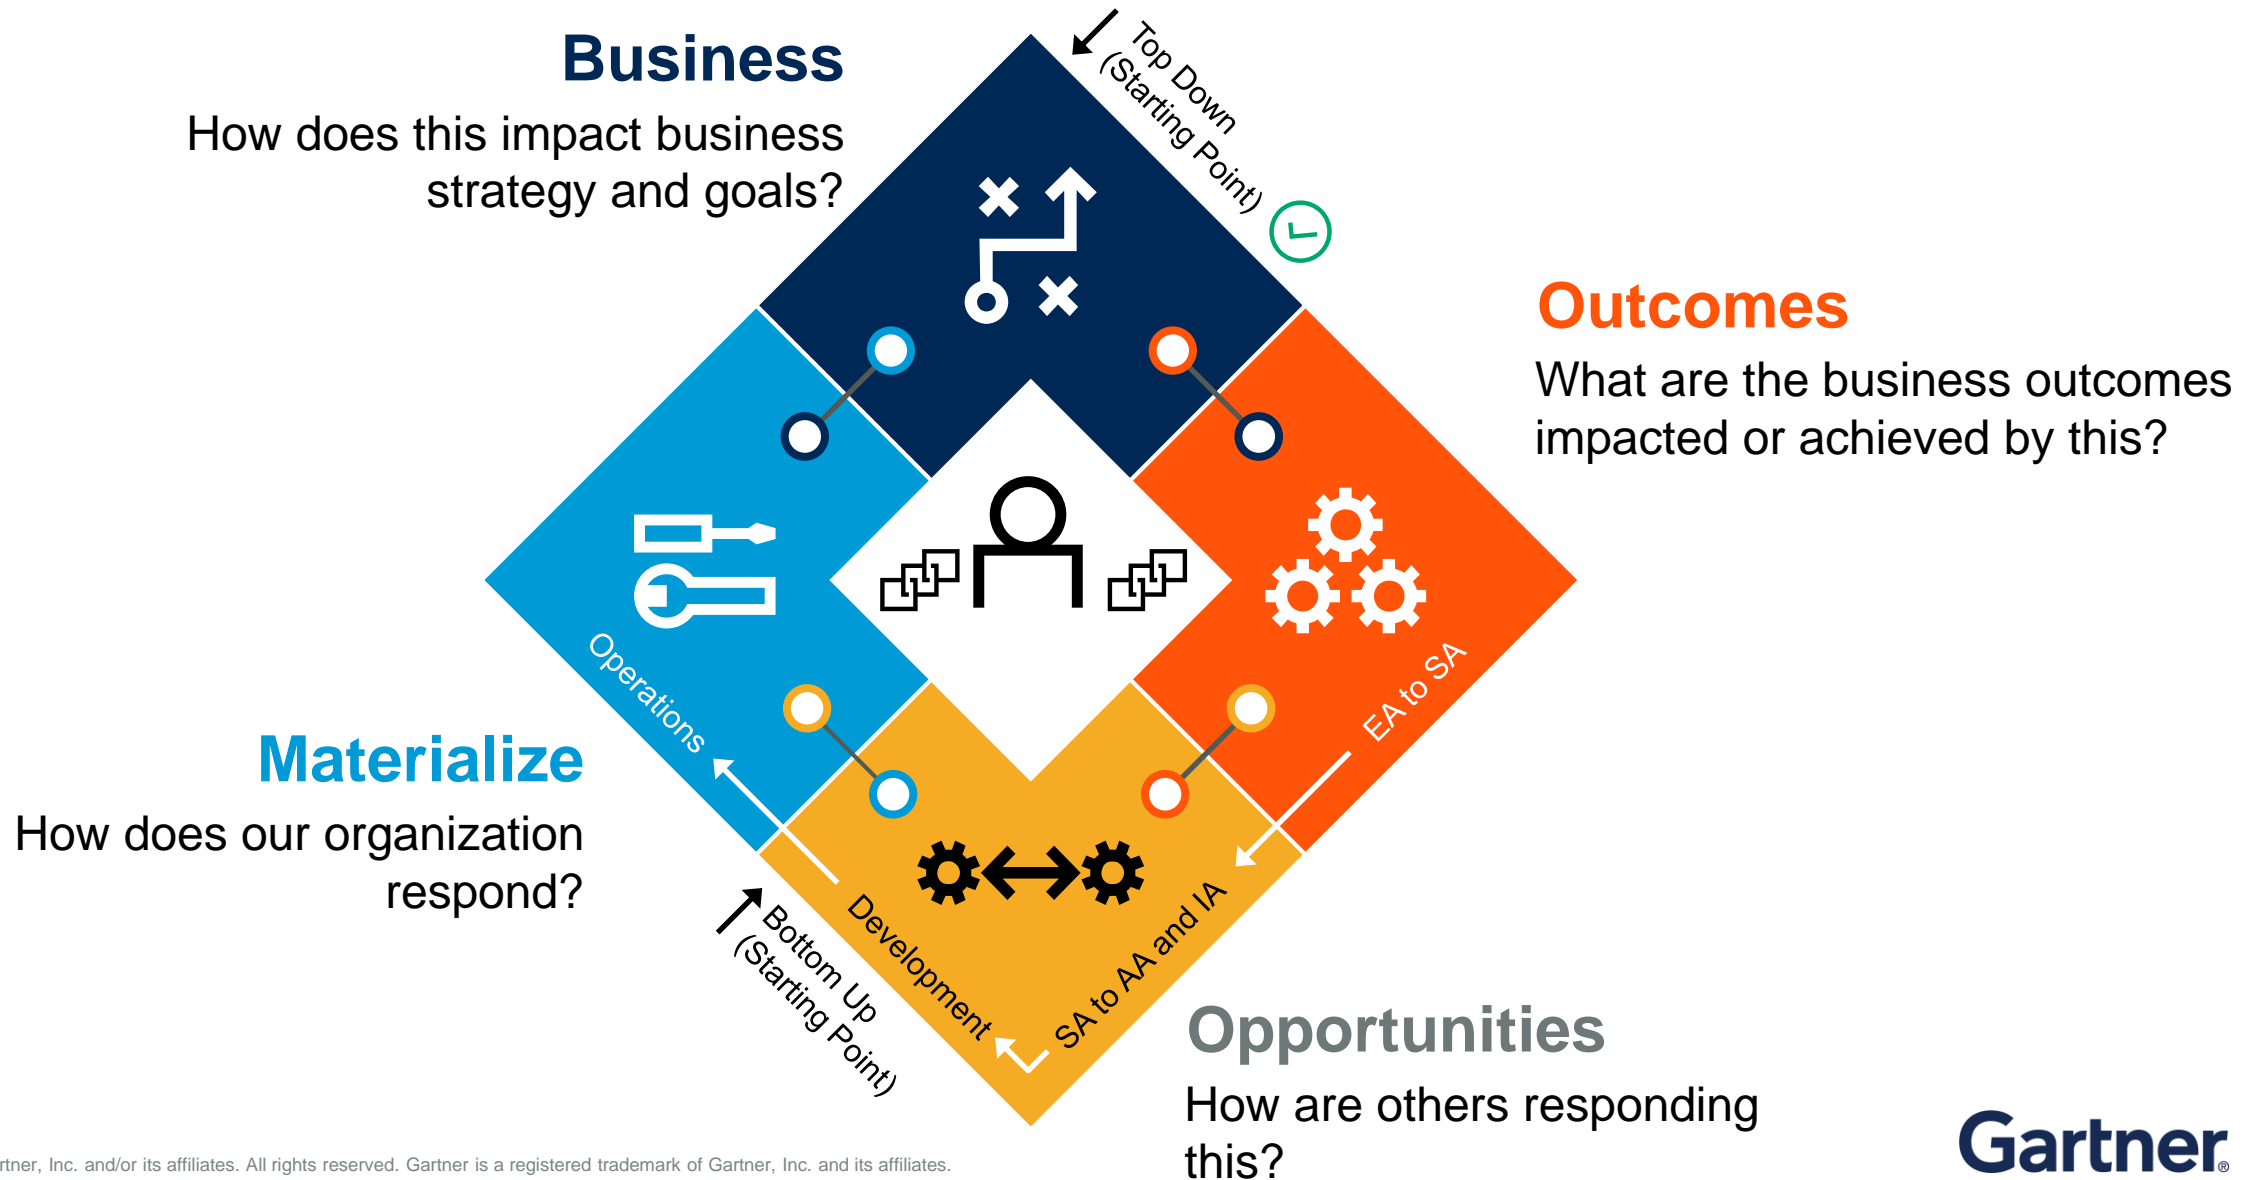 Business
How does this impact business
strategy and goals?
Top Down
(Starting Point)
Outcomes
What are the business outcomes
impacted or achieved by this?
EA to SA
Operations
Materialize
How does our organization
respond?
Development
SA to AA and IA
Bottom Up
(Starting Point)
Opportunities
How are others responding
this?
Gartner®
rtner, Inc. and/or its affiliates. All rights reserved. Gartner is a registered trademark of Gartner, Inc. and its affiliates.